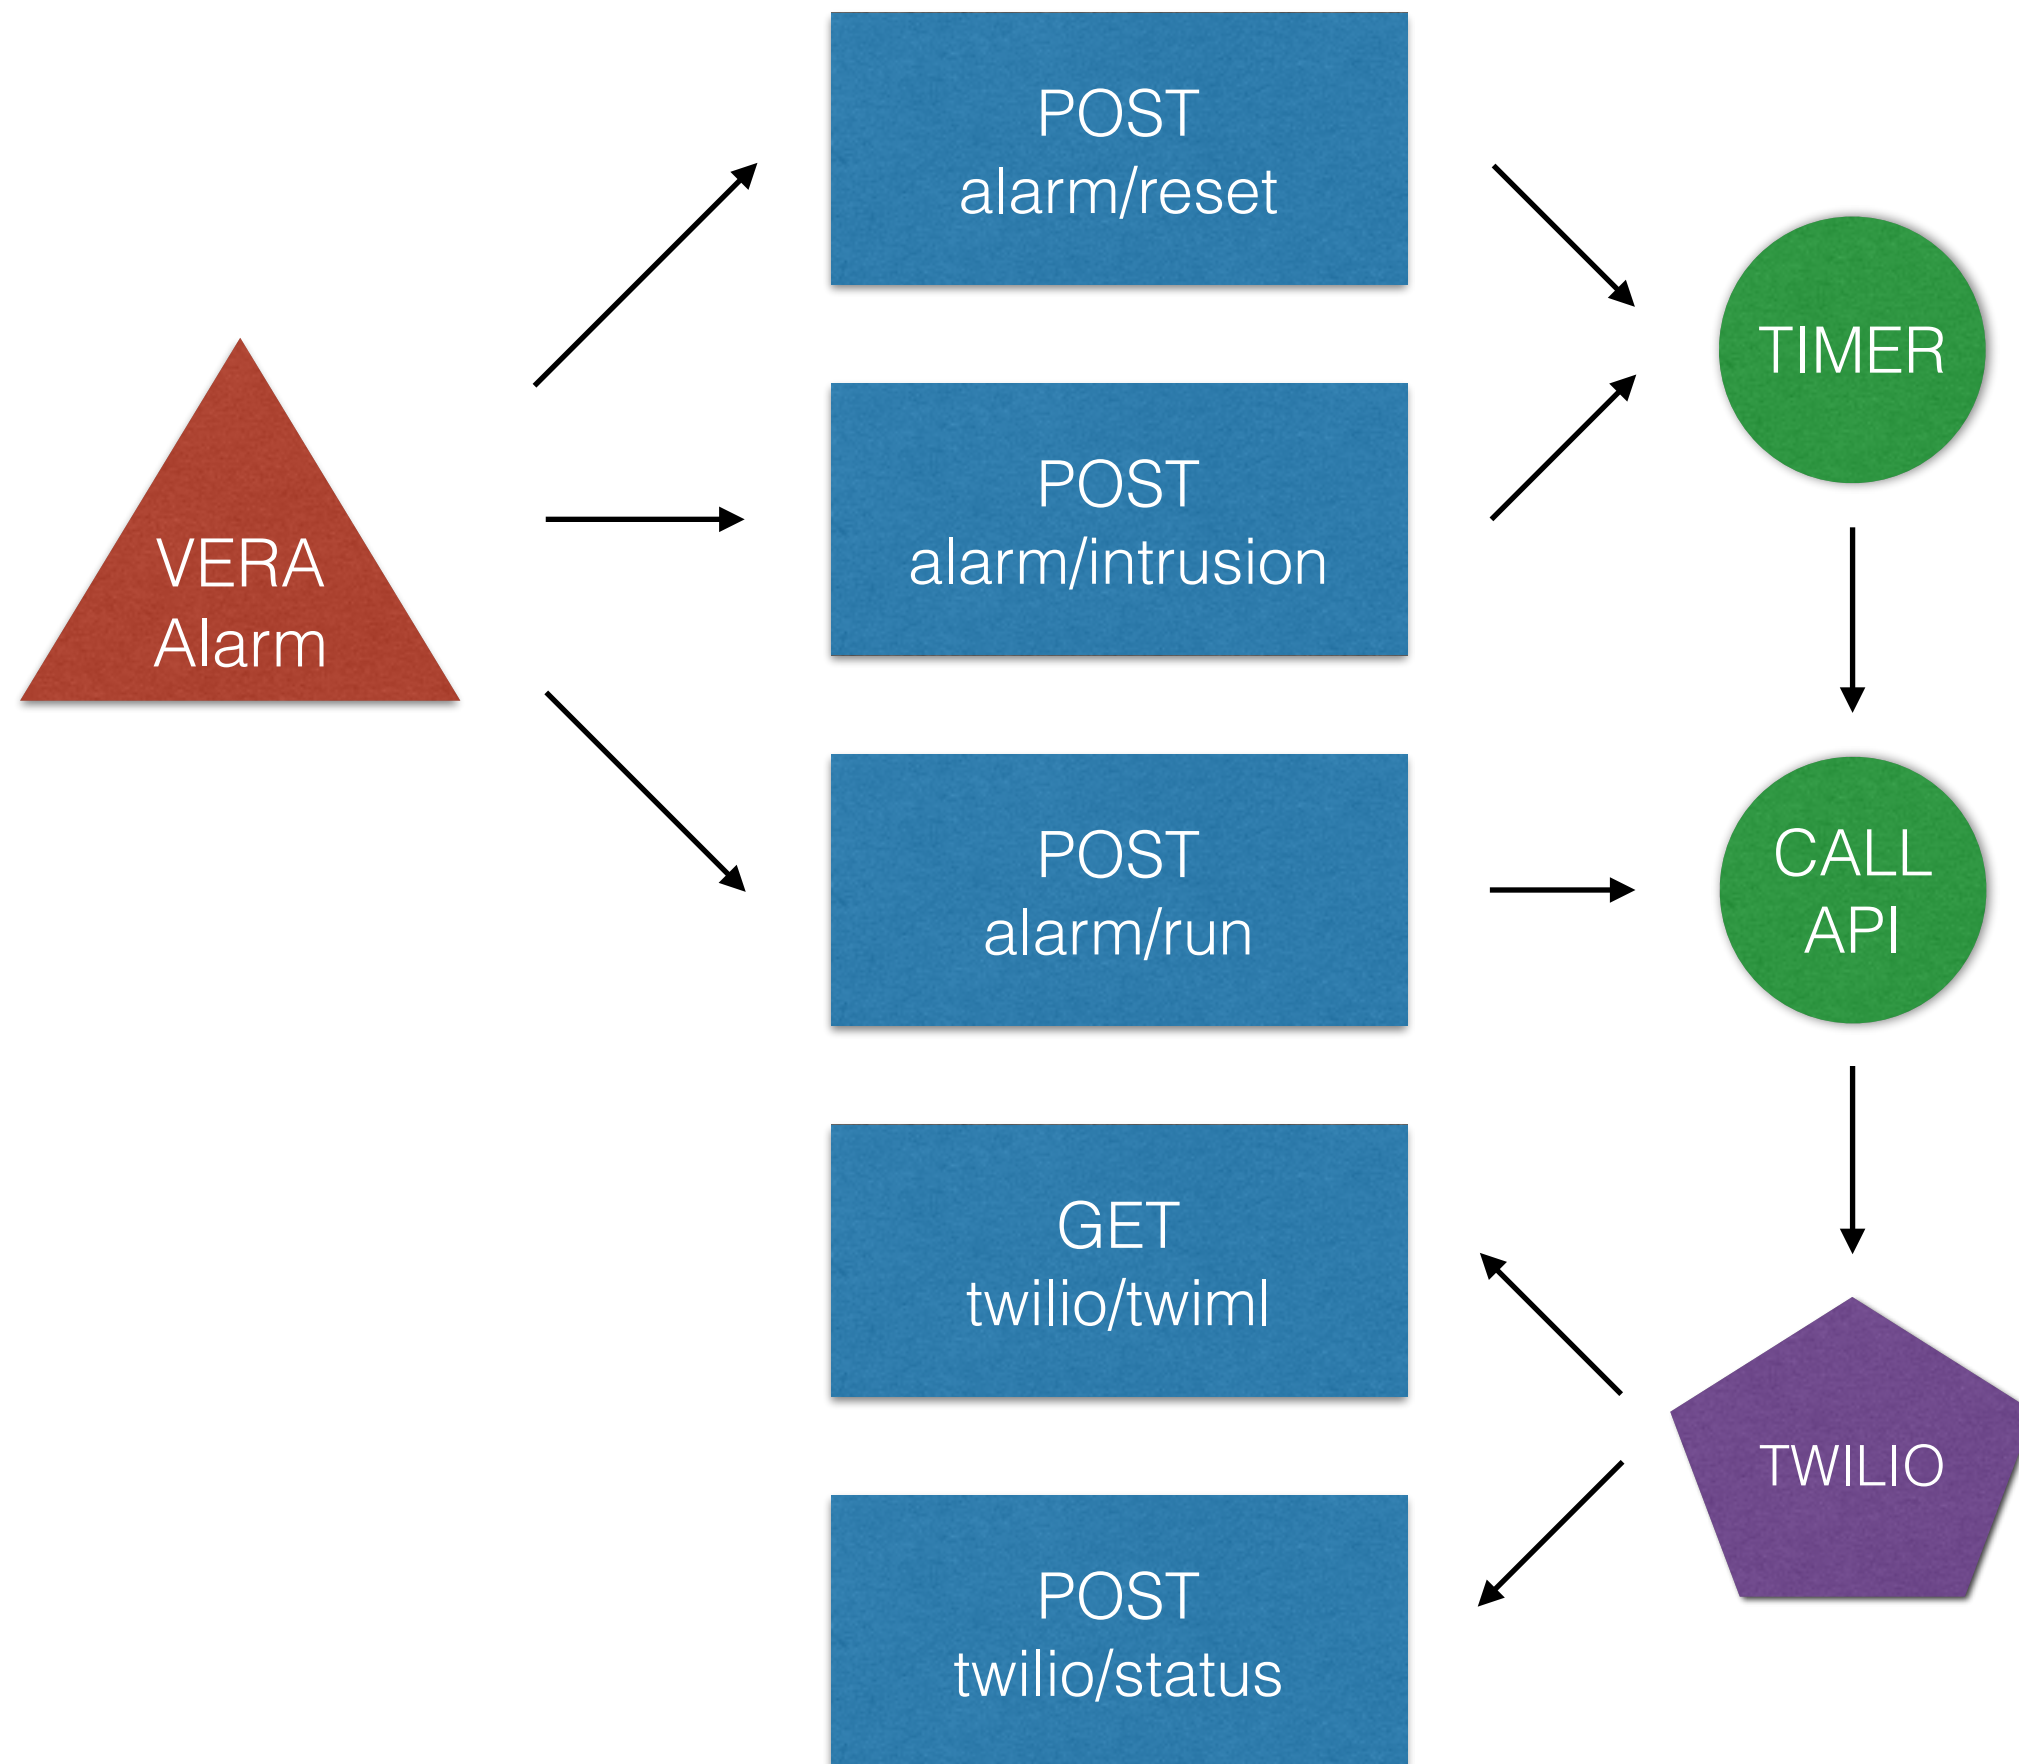 POST
alarm/reset
TIMER
VERA
Alarm
POST
alarm/intrusion
POST
alarm/run
CALL
API
GET
twilio/twiml
TWILIO
POST
twilio/status